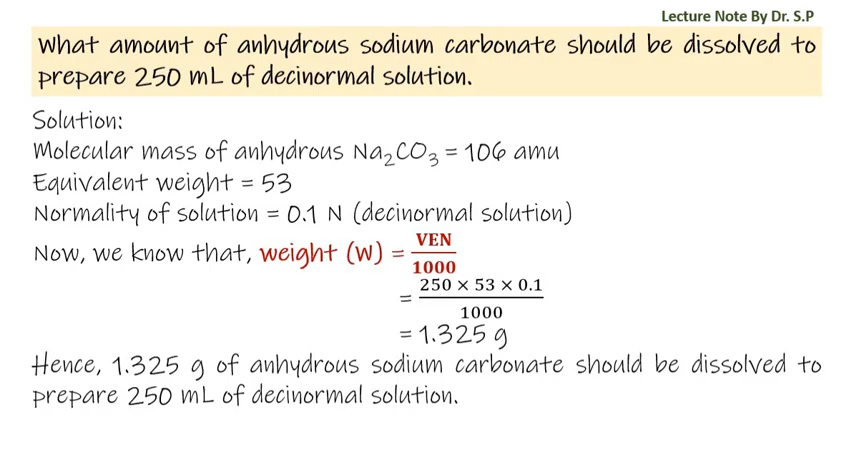 Lecture Note By Dr. S.P
What amount of anhydrous sodium carbonate should be dissolved to
prepare 250 mL of decinormal solution.
Solution:
Molecular mass of anhydrous Na₂CO₃ = 106 amu
Equivalent weight = 53
Normality of solution = 0.1 N (decinormal solution)
Now, we know that, weight (W) = VEN/1000
= 250 × 53 × 0.1/1000
= 1.325 g
Hence, 1.325 g of anhydrous sodium carbonate should be dissolved to
prepare 250 mL of decinormal solution.